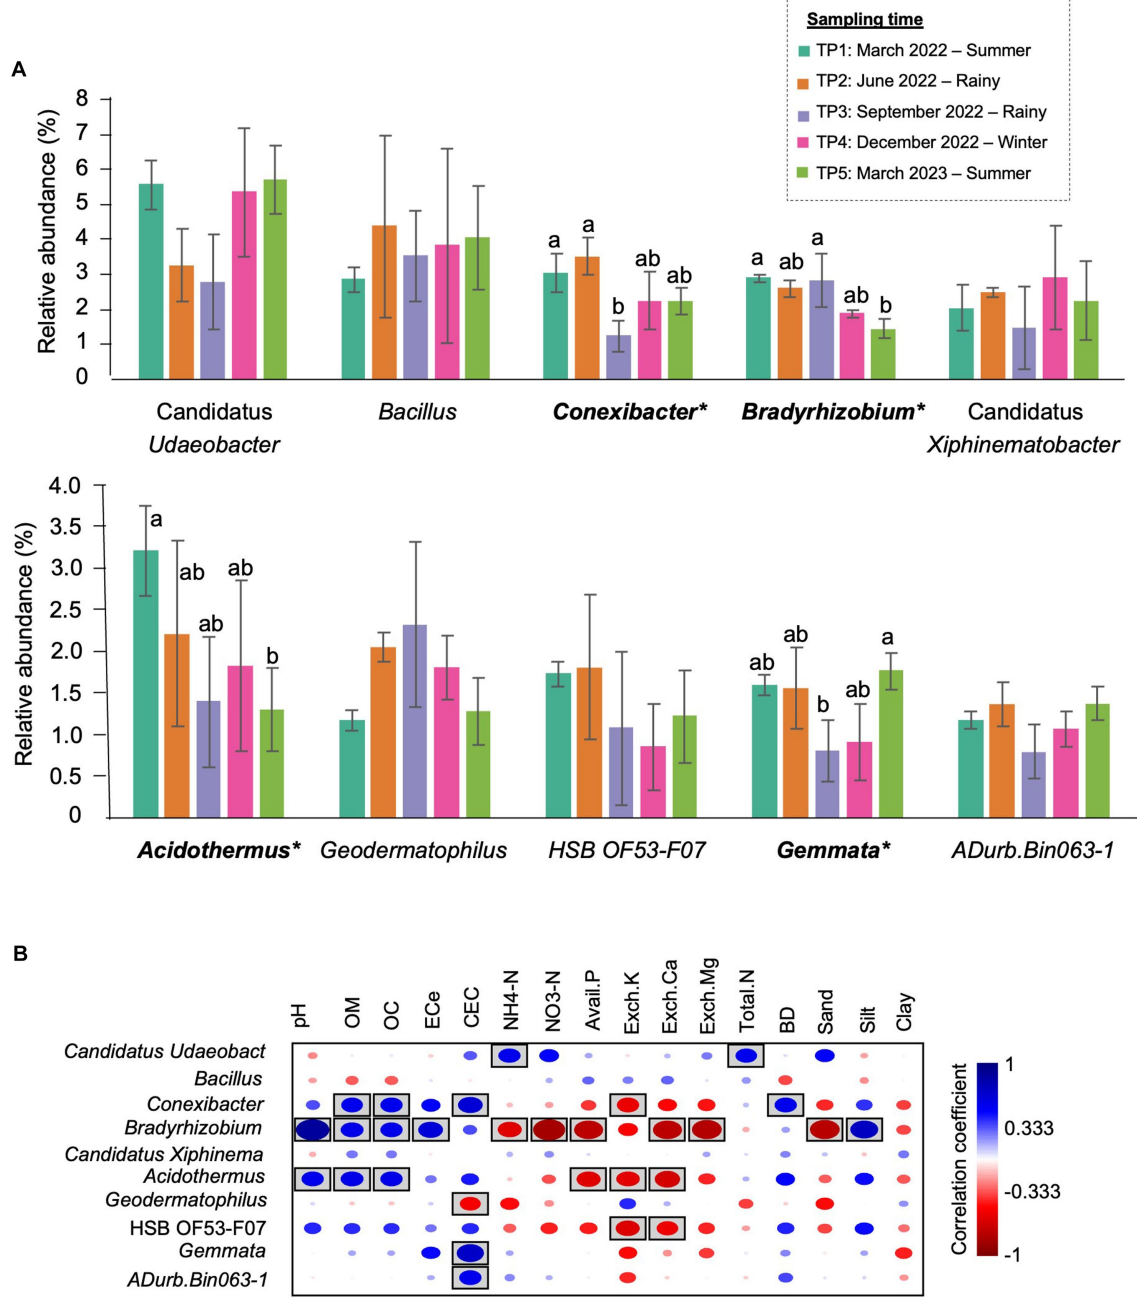 Sampling time
TP1: March 2022 – Summer
TP2: June 2022 – Rainy
TP3: September 2022 – Rainy
TP4: December 2022 – Winter
TP5: March 2023 – Summer
A
Relative abundance (%)
8
7
6
5
4
3
2
1
0
a a b ab ab
a ab a ab b
Candidatus Udaeobacter
Bacillus
Conexibacter*
Bradyrhizobium*
Candidatus Xiphinematobacter
Relative abundance (%)
4.0
3.5
3.0
2.5
2.0
1.5
1.0
0.5
0
a ab ab ab b
ab ab b ab a
Acidothermus*
Geodermatophilus
HSB OF53-F07
Gemmata*
ADurb.Bin063-1
B
pH OM OC ECe CEC NH4-N NO3-N Avail.P Exch.K Exch.Ca Exch.Mg Total.N BD Sand Silt Clay
Candidatus Udaeobact
Bacillus
Conexibacter
Bradyrhizobium
Candidatus Xiphinema
Acidothermus
Geodermatophilus
HSB OF53-F07
Gemmata
ADurb.Bin063-1
Correlation coefficient
1
0.333
-0.333
-1